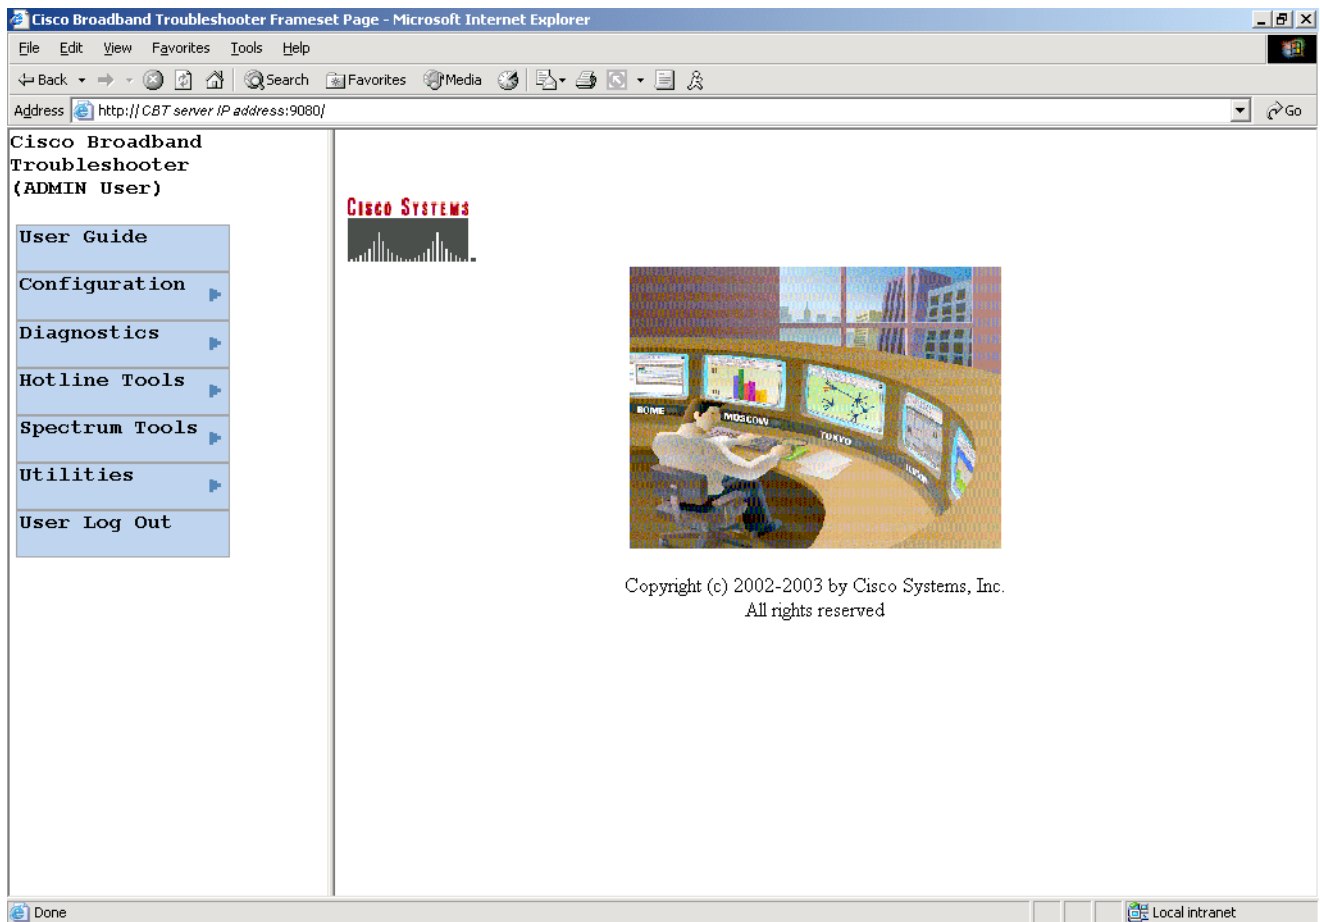 Cisco Broadband Troubleshooter Frameset Page - Microsoft Internet Explorer
File Edit View Favorites Tools Help
Back Search Favorites Media
Address http:// CBT server IP address:9080/ Go
Cisco Broadband
Troubleshooter
(ADMIN User)
User Guide
Configuration
Diagnostics
Hotline Tools
Spectrum Tools
Utilities
User Log Out
CISCO SYSTEMS
MOSCOW
TOKYO
Copyright (c) 2002-2003 by Cisco Systems, Inc.
All rights reserved
Done Local intranet